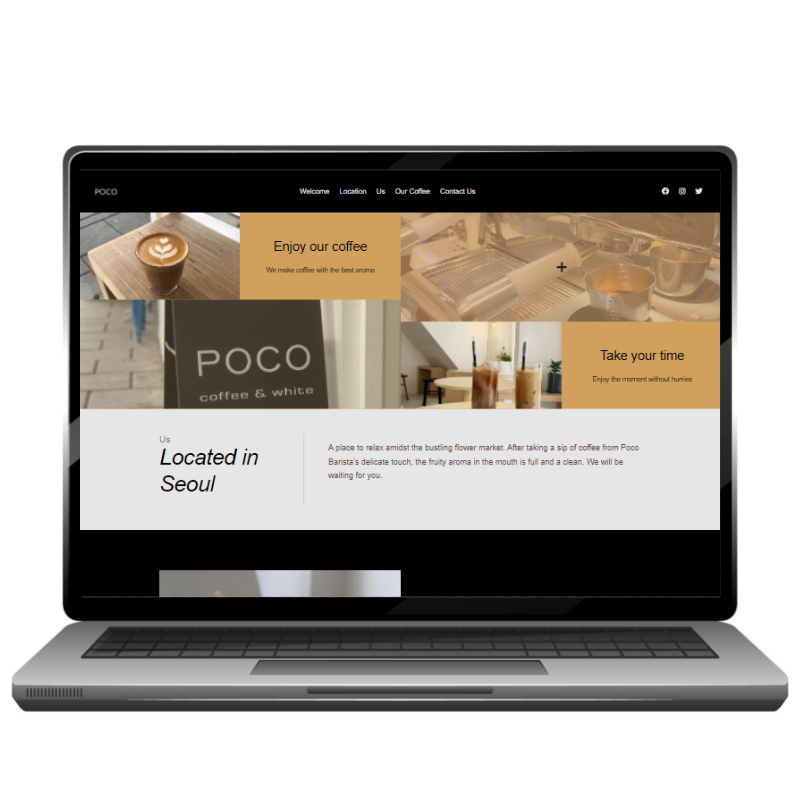 POCO
Welcome Location Us Our Coffee Contact Us
Enjoy our coffee
We make coffee with the best aroma
POCO
coffee & white
Take your time
Enjoy the moment without hurries
Us
Located in
Seoul
A place to relax amidst the bustling flower market. After taking a sip of coffee from Poco
Barista's delicate touch, the fruity aroma in the mouth is full and a clean. We will be
waiting for you.